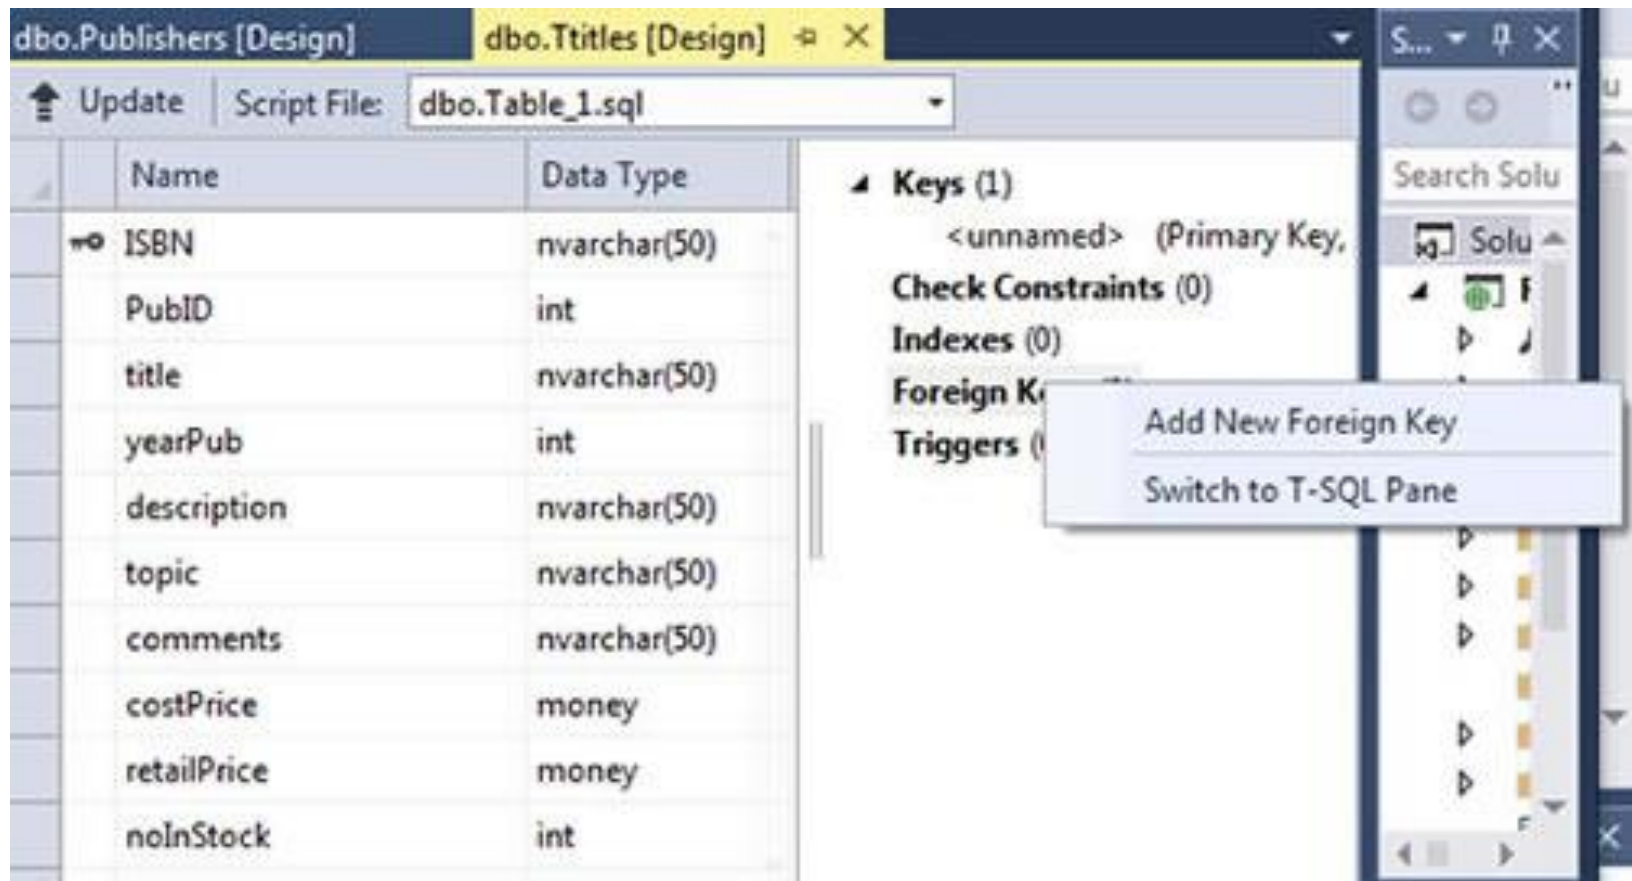 dbo.Publishers [Design]
dbo.Ttitles [Design]
S...
Update
Script File:
dbo.Table_1.sql
Name
Data Type
Keys (1)
Search Solu
ISBN
nvarchar(50)
<unnamed> (Primary Key,
Solu
PubID
int
Check Constraints (0)
F
Indexes (0)
title
nvarchar(50)
Foreign
Add New Foreign Key
yearPub
int
Triggers
Switch to T-SQL Pane
description
nvarchar(50)
topic
nvarchar(50)
comments
nvarchar(50)
costPrice
money
retailPrice
money
noInStock
int